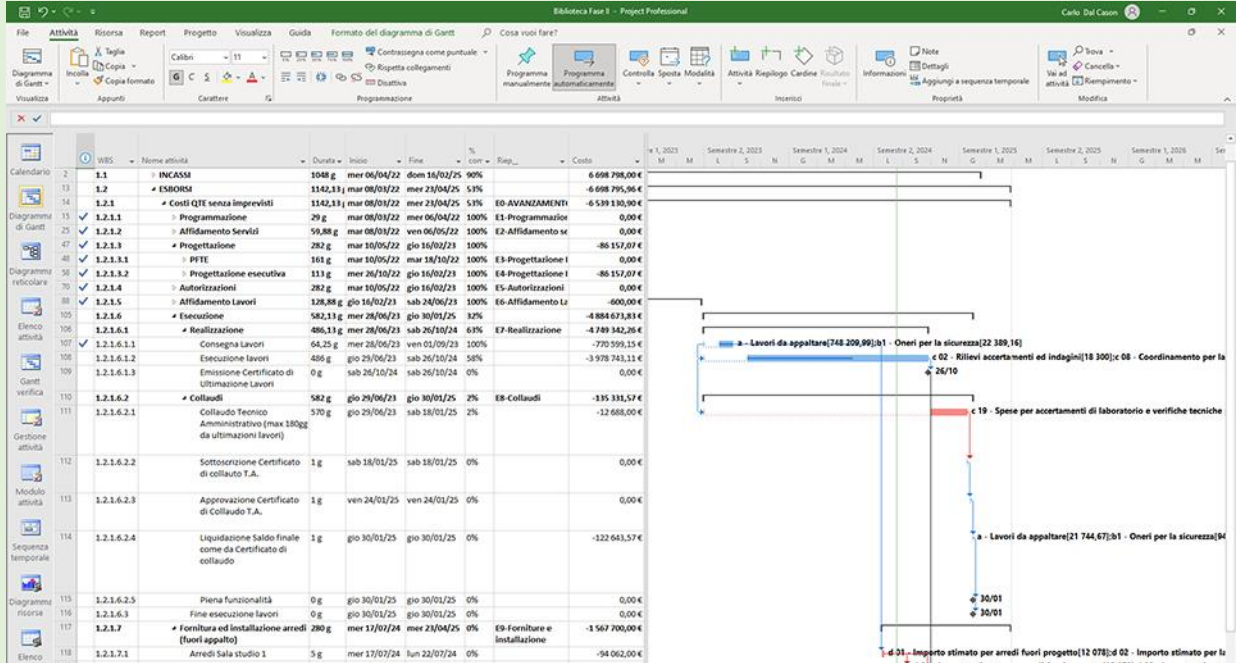 Biblioteca Fase II - Project Professional
Carlo Dal Cason
File Attività Risorsa Report Progetto Visualizza Guida Formato del diagramma di Gantt Cosa vuoi fare?
Taglia
Copia
Copia formato
Diagramma di Gantt
Incolla
Calibri 11
G C S
Contrassegna come puntuale
Rispetta collegamenti
Disattiva
Programma manualmente
Programma automaticamente
Controlla Sposta Modalità
Attività Riepilogo Cardine Risultato finale
Informazioni
Note
Dettagli
Aggiungi a sequenza temporale
Vai ad attività
Trova
Cancella
Riempimento
Visualizza Appunti Carattere Programmazione Attività Inserisci Proprietà Modifica
WBS Nome attività Durata Inizio Fine % com Riep_ Costo
e 1, 2023 Semestre 2, 2023 Semestre 1, 2024 Semestre 2, 2024 Semestre 1, 2025 Semestre 2, 2025 Semestre 1, 2026 Ser
M M L S N G M M L S N G M M L S N G M M
2 1.1 INCASSI 1048 g mer 06/04/22 dom 16/02/25 90% 6 698 798,00 €
13 1.2 ESBORSI 1142,13 g mar 08/03/22 mer 23/04/25 53% -6 698 795,96 €
14 1.2.1 Costi QTE senza imprevisti 1142,13 g mar 08/03/22 mer 23/04/25 53% E0-AVANZAMENT -6 539 130,90 €
15 1.2.1.1 Programmazione 29 g mar 08/03/22 mer 06/04/22 100% E1-Programmazion 0,00 €
25 1.2.1.2 Affidamento Servizi 59,88 g mar 08/03/22 ven 06/05/22 100% E2-Affidamento se 0,00 €
47 1.2.1.3 Progettazione 282 g mar 10/05/22 gio 16/02/23 100% -86 157,07 €
48 1.2.1.3.1 PFTE 161 g mar 10/05/22 mar 18/10/22 100% E3-Progettazione 0,00 €
58 1.2.1.3.2 Progettazione esecutiva 113 g mer 26/10/22 gio 16/02/23 100% E4-Progettazione -86 157,07 €
70 1.2.1.4 Autorizzazioni 282 g mar 10/05/22 gio 16/02/23 100% E5-Autorizzazioni 0,00 €
88 1.2.1.5 Affidamento Lavori 128,88 g gio 16/02/23 sab 24/06/23 100% E6-Affidamento La -600,00 €
105 1.2.1.6 Esecuzione 582,13 g mer 28/06/23 gio 30/01/25 32% -4 884 673,83 €
106 1.2.1.6.1 Realizzazione 486,13 g mer 28/06/23 sab 26/10/24 63% E7-Realizzazione -4 749 342,26 €
107 1.2.1.6.1.1 Consegna Lavori 64,25 g mer 28/06/23 ven 01/09/23 100% -770 599,15 €
a - Lavori da appaltare[748 209,99];b1 - Oneri per la sicurezza[22 389,16]
108 1.2.1.6.1.2 Esecuzione lavori 486 g gio 29/06/23 sab 26/10/24 58% -3 978 743,11 €
c 02 - Rilievi accertamenti ed indagini[18 300];c 08 - Coordinamento per la
109 1.2.1.6.1.3 Emissione Certificato di Ultimazione Lavori 0 g sab 26/10/24 sab 26/10/24 0% 0,00 €
26/10
110 1.2.1.6.2 Collaudi 582 g gio 29/06/23 gio 30/01/25 2% E8-Collaudi -135 331,57 €
111 1.2.1.6.2.1 Collaudo Tecnico Amministrativo (max 180gg da ultimazioni lavori) 570 g gio 29/06/23 sab 18/01/25 2% -12 688,00 €
c 19 - Spese per accertamenti di laboratorio e verifiche tecniche
112 1.2.1.6.2.2 Sottoscrizione Certificato di collauto T.A. 1 g sab 18/01/25 sab 18/01/25 0% 0,00 €
113 1.2.1.6.2.3 Approvazione Certificato di Collaudo T.A. 1 g ven 24/01/25 ven 24/01/25 0% 0,00 €
114 1.2.1.6.2.4 Liquidazione Saldo finale come da Certificato di collaudo 1 g gio 30/01/25 gio 30/01/25 0% -122 643,57 €
a - Lavori da appaltare[21 744,67];b1 - Oneri per la sicurezza[94
115 1.2.1.6.2.5 Piena funzionalità 0 g gio 30/01/25 gio 30/01/25 0% 0,00 €
30/01
116 1.2.1.6.3 Fine esecuzione lavori 0 g gio 30/01/25 gio 30/01/25 0% 0,00 €
30/01
117 1.2.1.7 Fornitura ed installazione arredi (fuori appalto) 280 g mer 17/07/24 mer 23/04/25 0% E9-Forniture e installazione -1 567 700,00 €
118 1.2.1.7.1 Arredi Sala studio 1 5 g mer 17/07/24 lun 22/07/24 0% -94 062,00 €
d 01 - Importo stimato per arredi fuori progetto[12 078];d 02 - Importo stimato per la
Calendario
Diagramma di Gantt
Diagramma reticolare
Elenco attività
Gantt verifica
Gestione attività
Modulo attività
Sequenza temporale
Diagramma risorse
Elenco